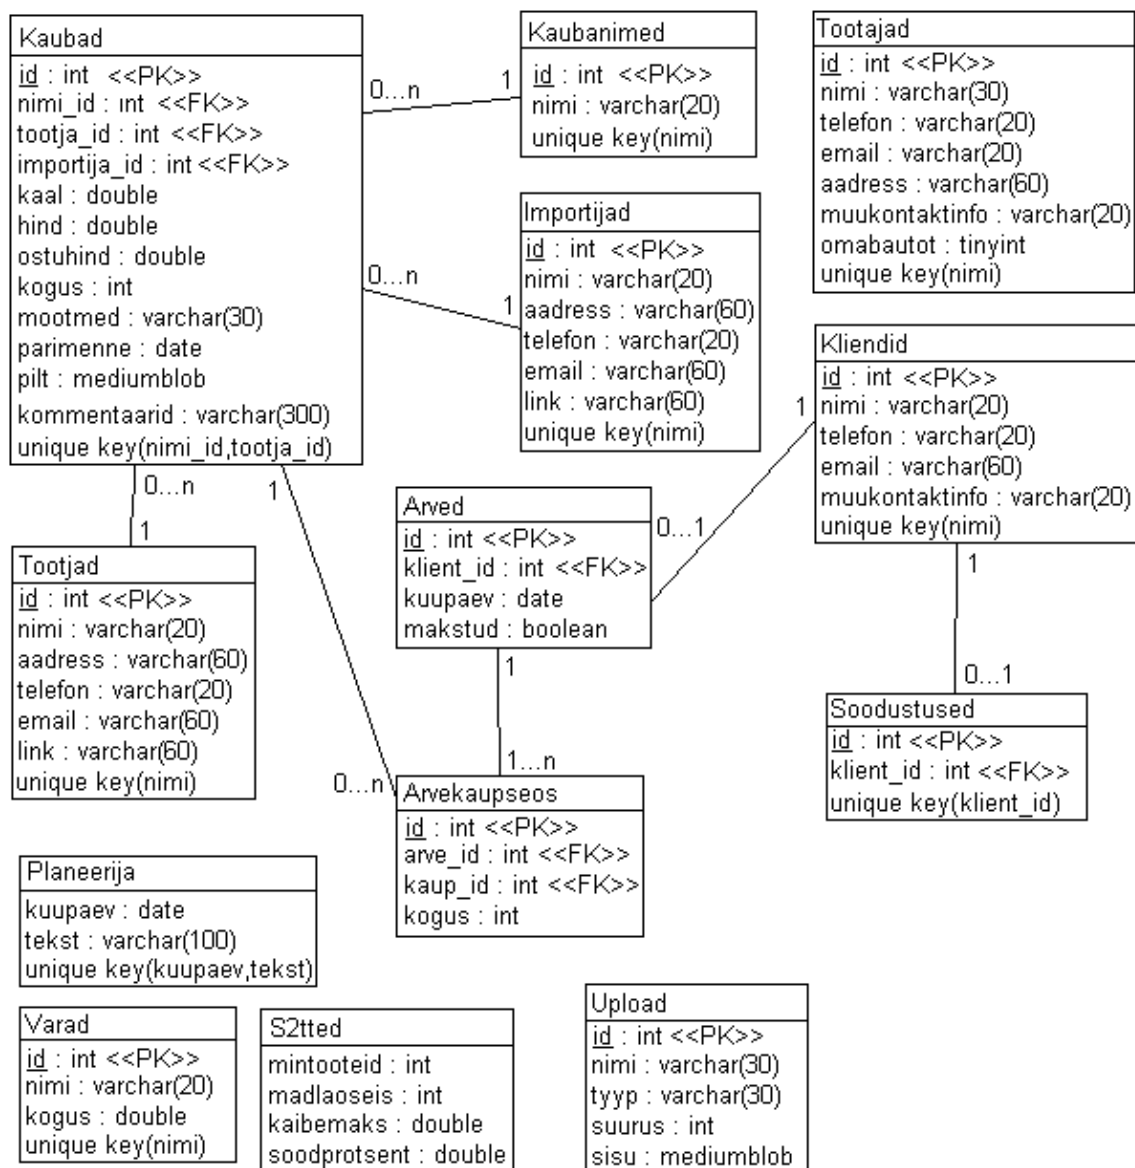 Kaubad
id : int <<PK>>
nimi_id : int <<FK>>
tootja_id : int <<FK>>
importija_id : int <<FK>>
kaal : double
hind : double
ostuhind : double
kogus : int
mootmed : varchar(30)
parimenne : date
pilt : mediumblob
kommentaarid : varchar(300)
unique key(nimi_id,tootja_id)
0...n
1
Kaubanimed
id : int <<PK>>
nimi : varchar(20)
unique key(nimi)
0...n
1
Importijad
id : int <<PK>>
nimi : varchar(20)
aadress : varchar(60)
telefon : varchar(20)
email : varchar(60)
link : varchar(60)
unique key(nimi)
Tootajad
id : int <<PK>>
nimi : varchar(30)
telefon : varchar(20)
email : varchar(20)
aadress : varchar(60)
muukontaktinfo : varchar(20)
omabautot : tinyint
unique key(nimi)
Kliendid
id : int <<PK>>
nimi : varchar(20)
telefon : varchar(20)
email : varchar(60)
muukontaktinfo : varchar(20)
unique key(nimi)
1
0...1
0...n
1
1
Tootjad
id : int <<PK>>
nimi : varchar(20)
aadress : varchar(60)
telefon : varchar(20)
email : varchar(60)
link : varchar(60)
unique key(nimi)
Arved
id : int <<PK>>
klient_id : int <<FK>>
kuupaev : date
makstud : boolean
1
1...n
0...n
1
0...1
Soodustused
id : int <<PK>>
klient_id : int <<FK>>
unique key(klient_id)
Arvekaupseos
id : int <<PK>>
arve_id : int <<FK>>
kaup_id : int <<FK>>
kogus : int
Planeerija
kuupaev : date
tekst : varchar(100)
unique key(kuupaev,tekst)
Varad
id : int <<PK>>
nimi : varchar(20)
kogus : double
unique key(nimi)
S2tted
mintooteid : int
madlaoseis : int
kaibemaks : double
soodprotsent : double
Upload
id : int <<PK>>
nimi : varchar(30)
tyyp : varchar(30)
suurus : int
sisu : mediumblob